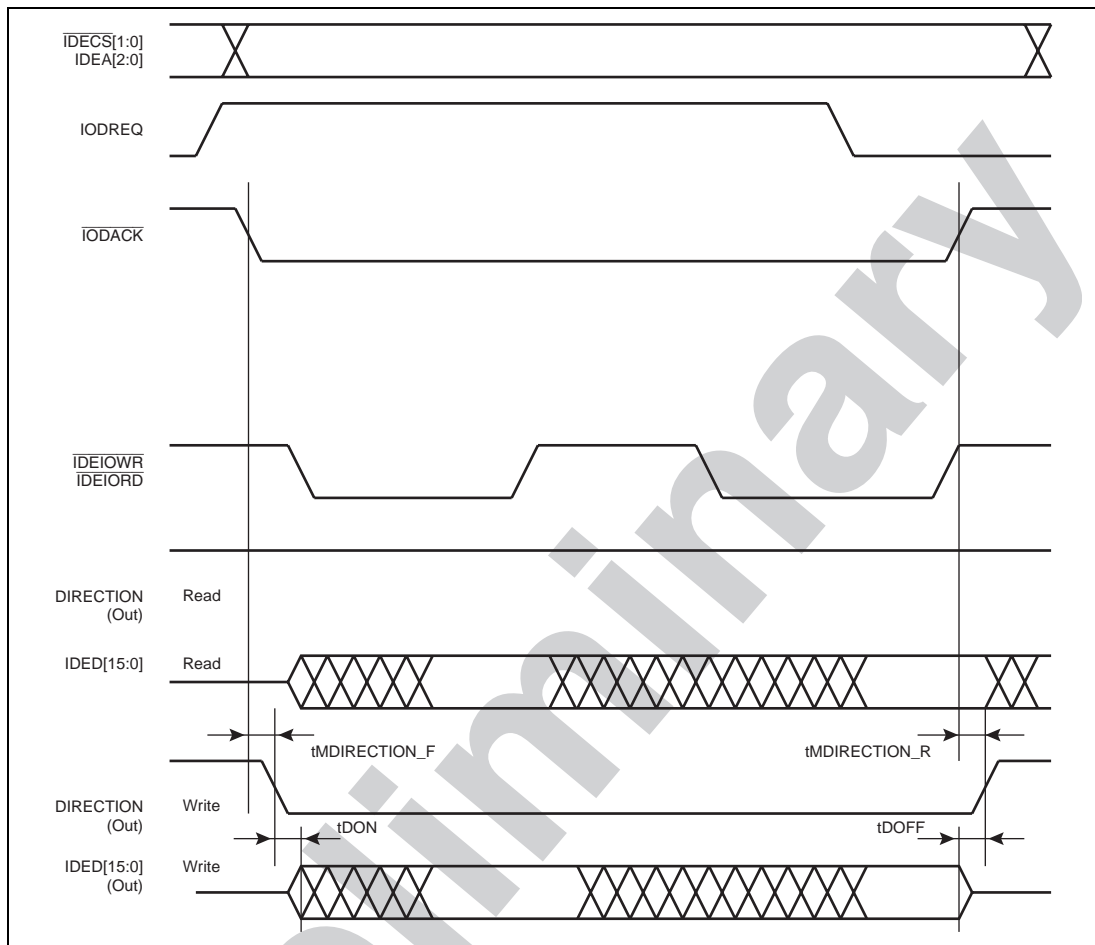 IDECS[1:0]
IDEA[2:0]
IODREQ
IODACK
IDEIOWR
IDEIORD
DIRECTION Read
(Out)
IDED[15:0] Read
tMDIRECTION_F tMDIRECTION_R
DIRECTION Write
(Out)
tDON tDOFF
IDED[15:0] Write
(Out)
Preliminary